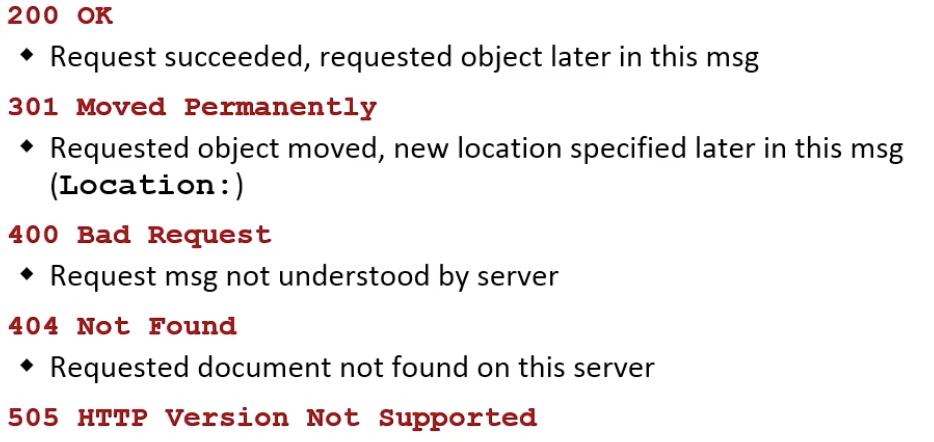 200 OK
◆ Request succeeded, requested object later in this msg
301 Moved Permanently
◆ Requested object moved, new location specified later in this msg
(Location:)
400 Bad Request
◆ Request msg not understood by server
404 Not Found
◆ Requested document not found on this server
505 HTTP Version Not Supported